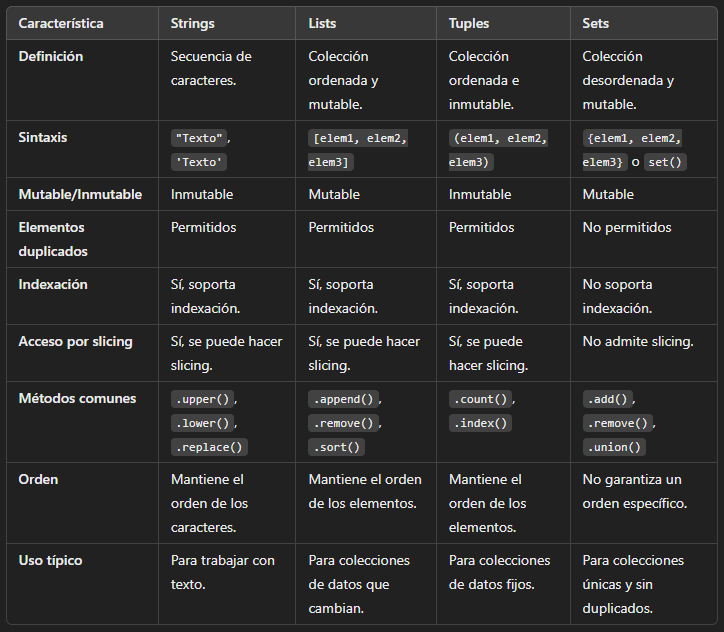 Característica Strings Lists Tuples Sets
Definición Secuencia de Colección Colección Colección
caracteres. ordenada y ordenada e desordenada y
mutable. inmutable. mutable.
Sintaxis "Texto", [elem1, elem2, (elem1, elem2, {elem1, elem2,
'Texto' elem3] elem3) elem3} o set()
Mutable/Inmutable Inmutable Mutable Inmutable Mutable
Elementos Permitidos Permitidos Permitidos No permitidos
duplicados
Indexación Sí, soporta Sí, soporta Sí, soporta No soporta
indexación. indexación. indexación. indexación.
Acceso por slicing Sí, se puede hacer Sí, se puede hacer Sí, se puede No admite slicing.
slicing. slicing. hacer slicing.
Métodos comunes .upper(), .append(), .count(), .add(),
.lower(), .remove(), .index() .remove(),
.replace() .sort() .union()
Orden Mantiene el Mantiene el orden Mantiene el No garantiza un
orden de los de los elementos. orden de los orden específico.
caracteres. elementos.
Uso típico Para trabajar con Para colecciones Para colecciones Para colecciones
texto. de datos que de datos fijos. únicas y sin
cambian. duplicados.